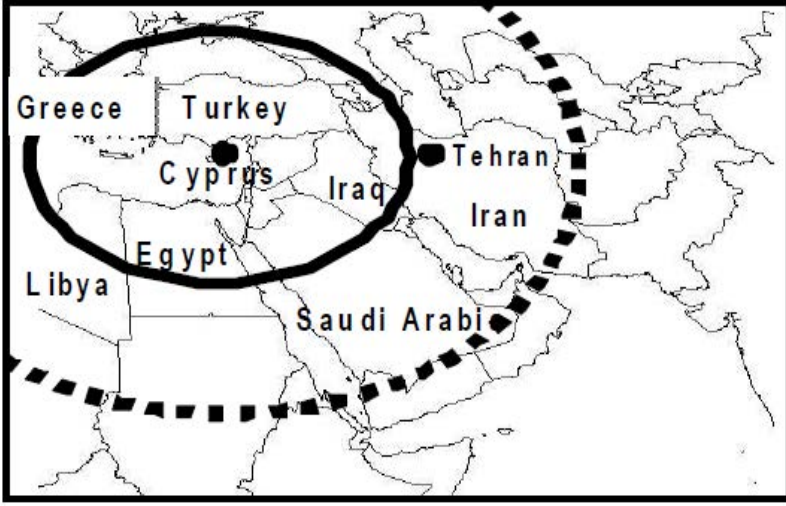 Greece
Turkey
Tehran
Cyprus
Iraq
Iran
Egypt
Libya
Saudi Arabi